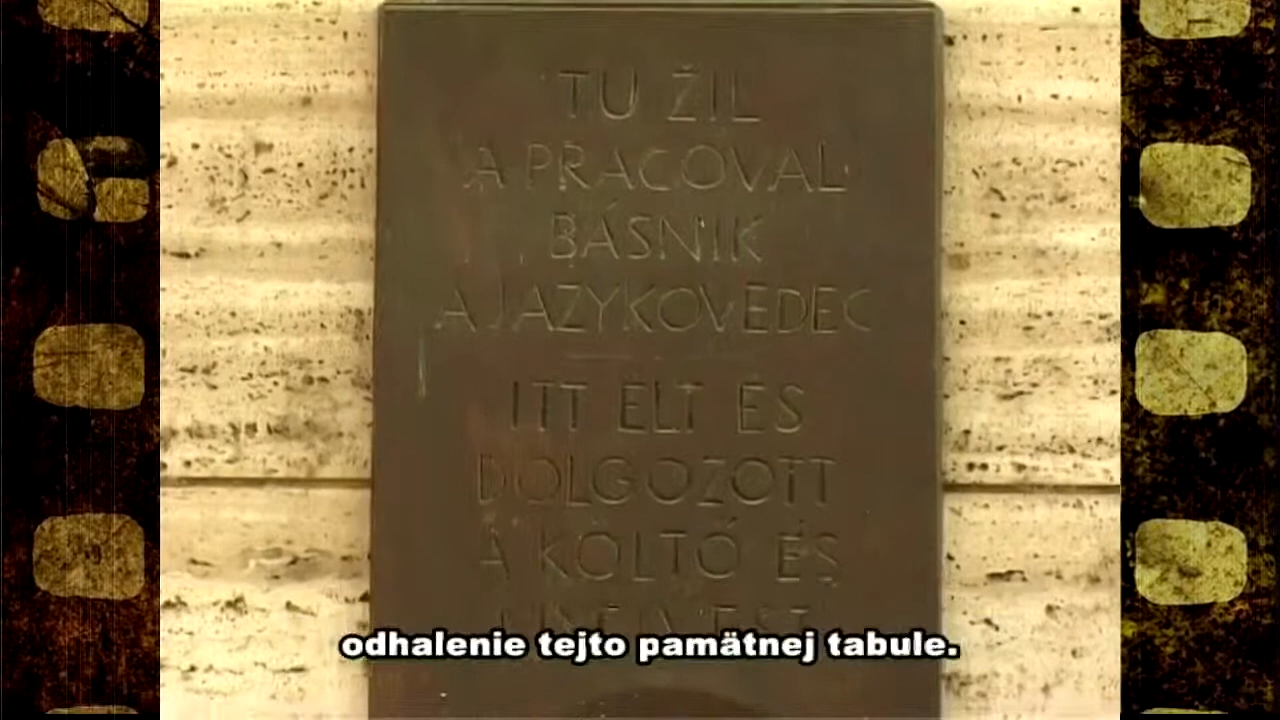 TU ŽIL
A PRACOVAL
BÁSNIK
A JAZYKOVEDEC
ITT ÉLT ÉS
DOLGOZOTT
A KÖLTŐ ÉS
odhalenie tejto pamätnej tabule.